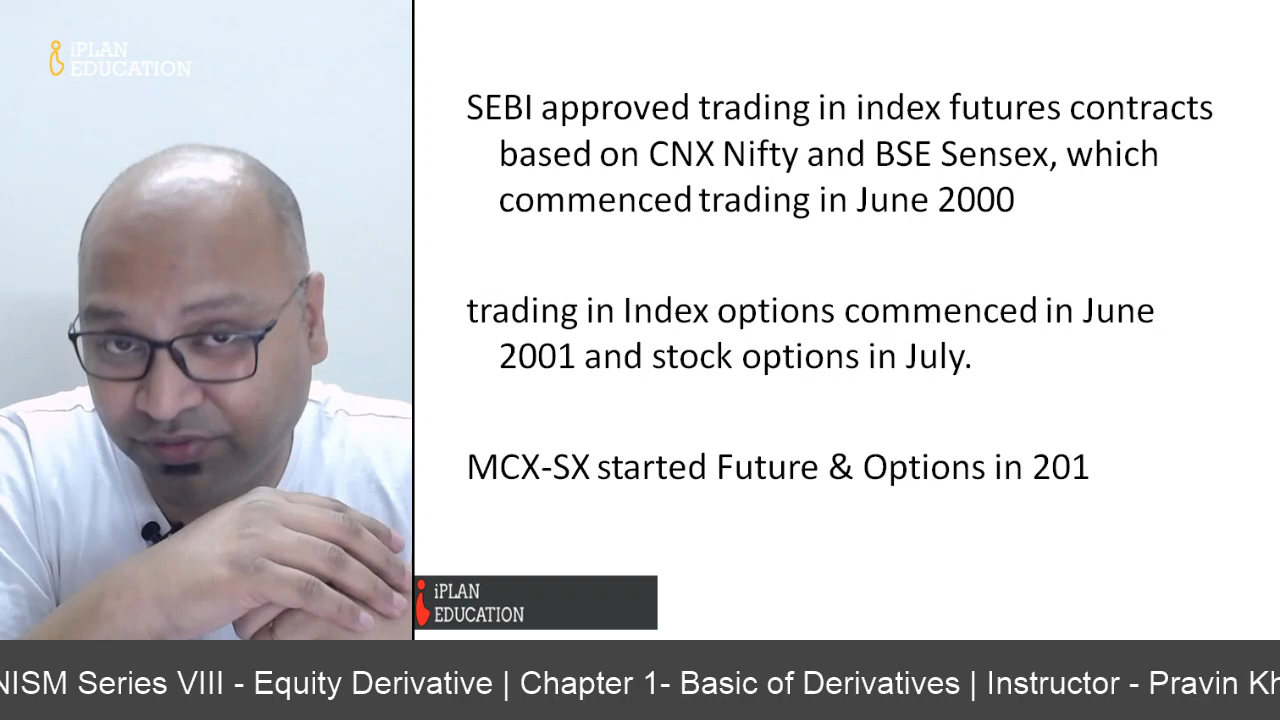 iPLAN
EDUCATION
SEBI approved trading in index futures contracts
based on CNX Nifty and BSE Sensex, which
commenced trading in June 2000
trading in Index options commenced in June
2001 and stock options in July.
MCX-SX started Future & Options in 201
iPLAN
EDUCATION
NISM Series VIII - Equity Derivative | Chapter 1- Basic of Derivatives | Instructor - Pravin Kh